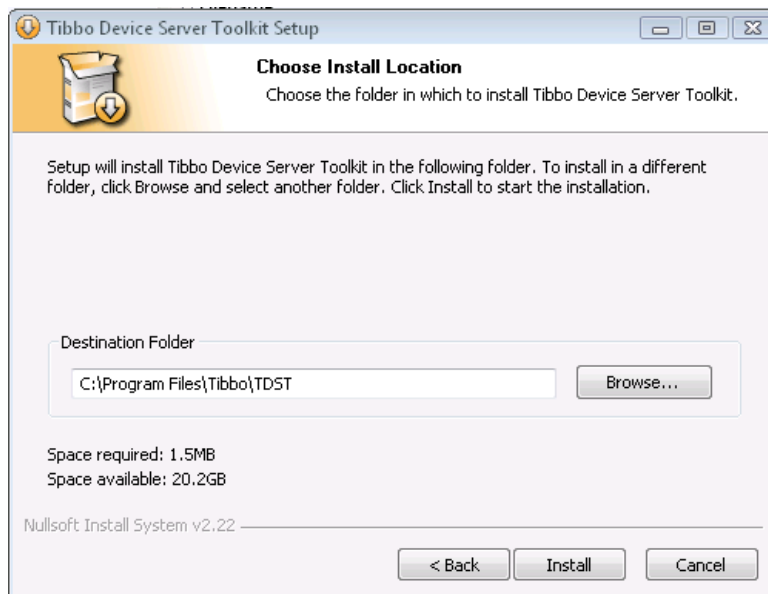 Tibbo Device Server Toolkit Setup
Choose Install Location
Choose the folder in which to install Tibbo Device Server Toolkit.
Setup will install Tibbo Device Server Toolkit in the following folder. To install in a different
folder, click Browse and select another folder. Click Install to start the installation.
Destination Folder
C:\Program Files\Tibbo\TDST
Browse...
Space required: 1.5MB
Space available: 20.2GB
Nullsoft Install System v2.22
< Back
Install
Cancel